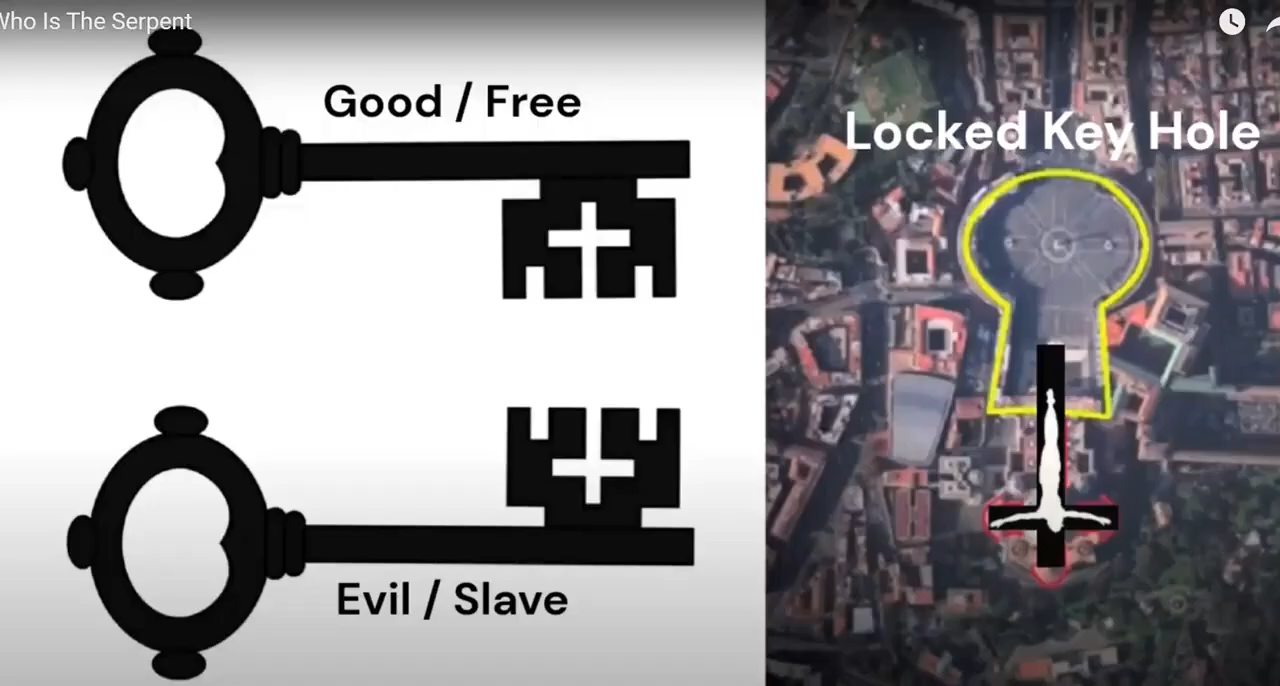 Who Is The Serpent
Good / Free
Locked Key Hole
Evil / Slave